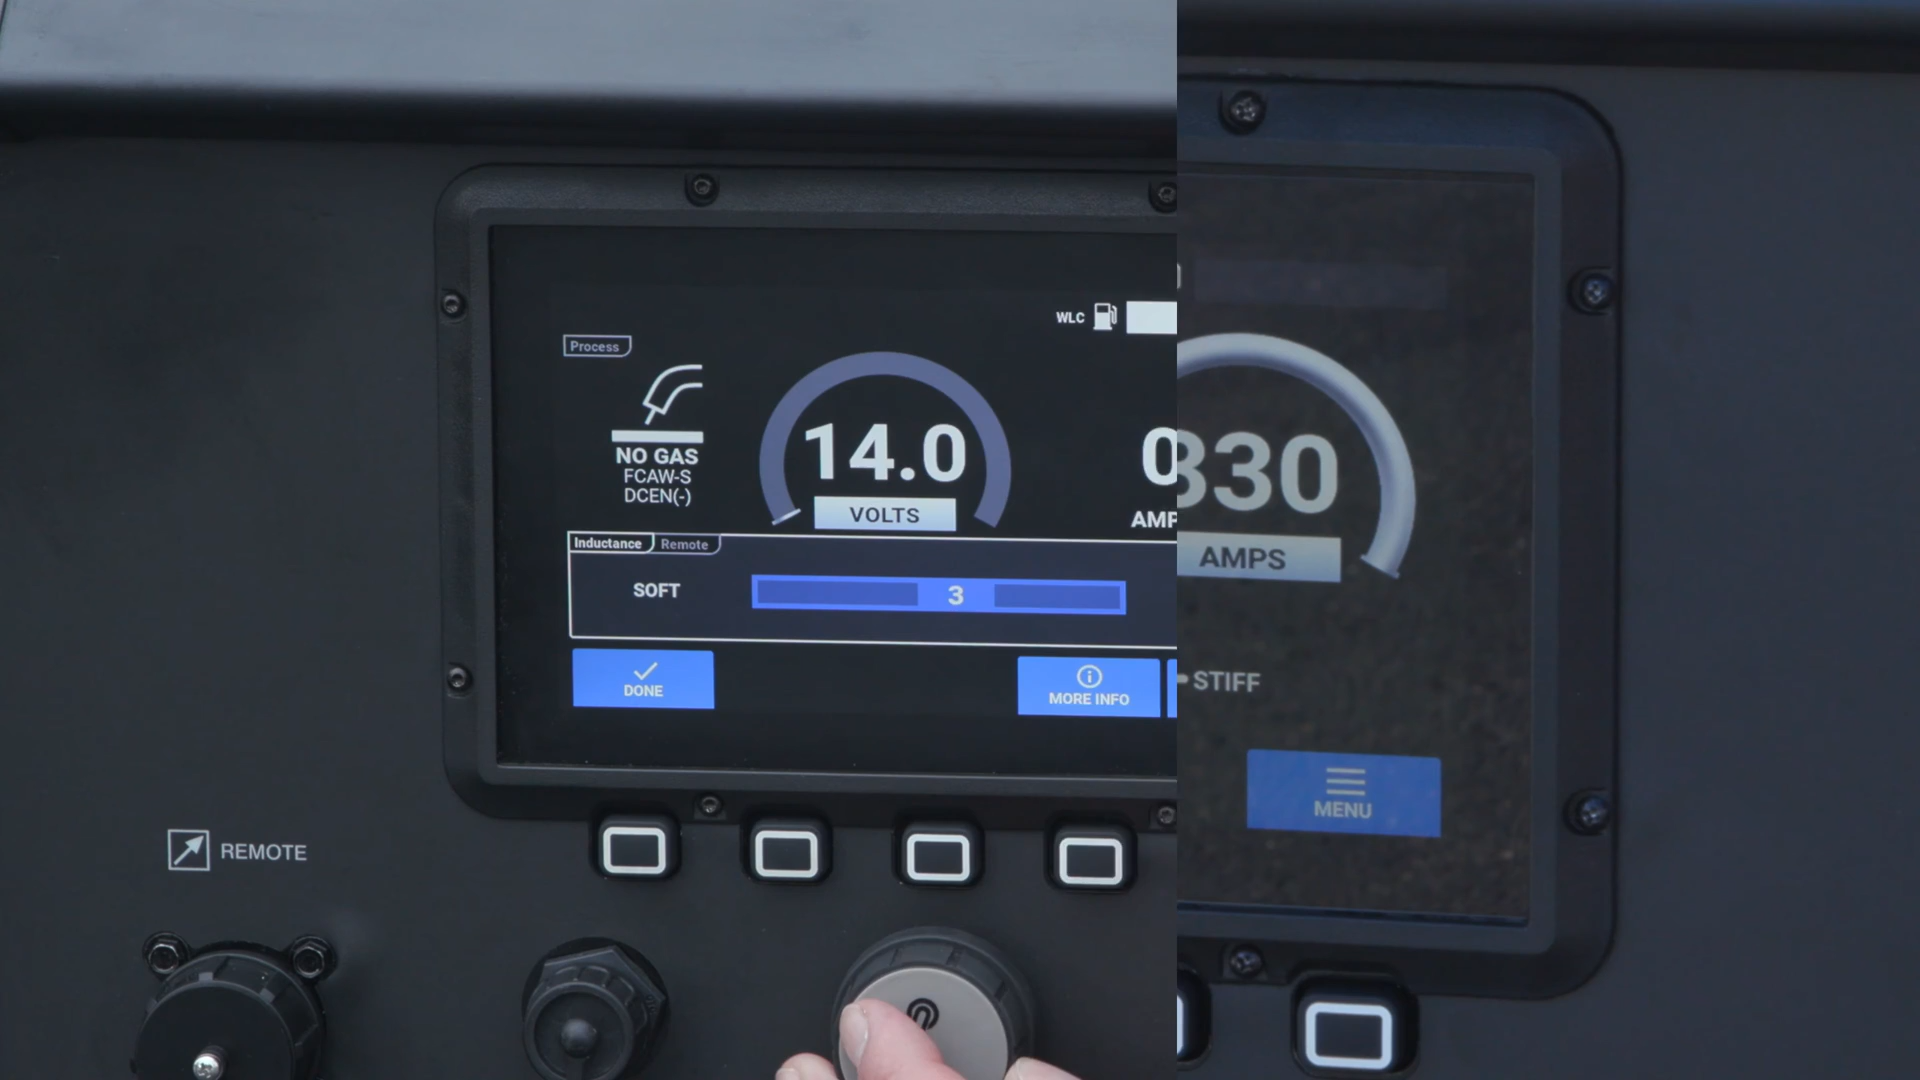 WLC
Process
NO GAS
FCAW-S
DCEN(-)
14.0
VOLTS
0
330
AMPS
Inductance Remote
SOFT
3
STIFF
DONE
MORE INFO
MENU
REMOTE